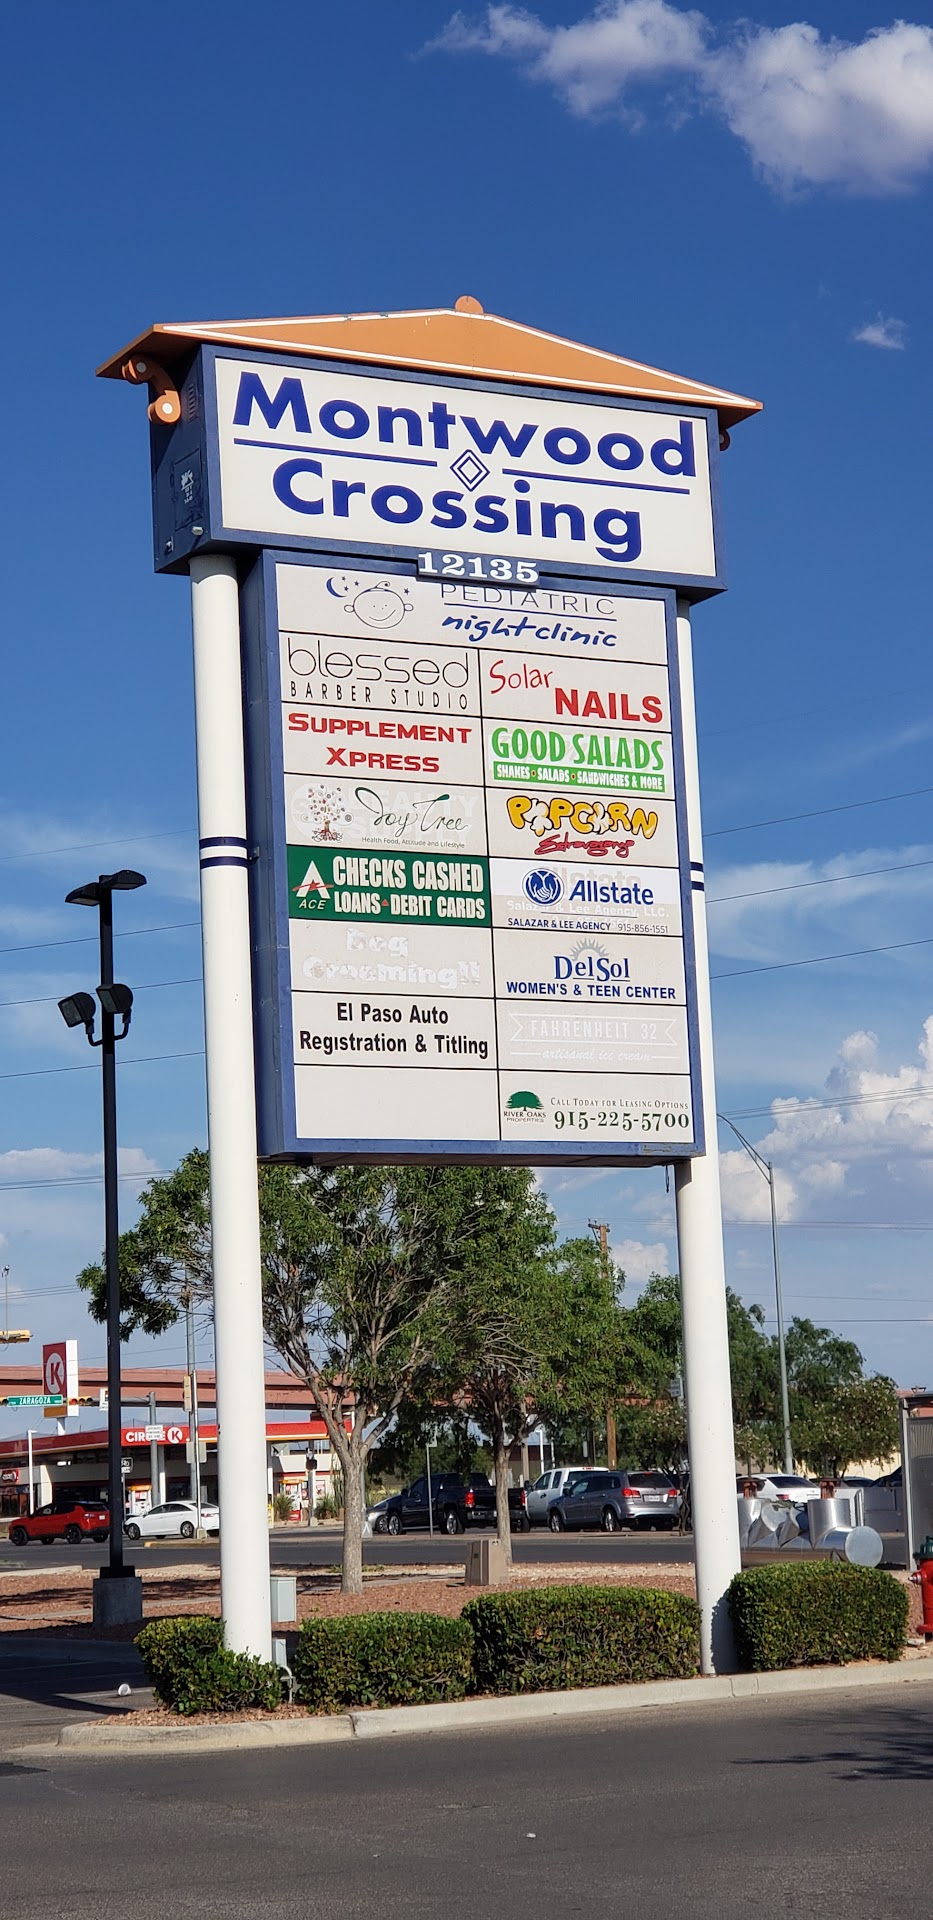 Montwood
Crossing
12135
PEDIATRIC
nightclinic
blessed
BARBER STUDIO
Solar
NAILS
SUPPLEMENT
XPRESS
GOOD SALADS
SHAKES • SALADS • SANDWICHES & MORE
Joy Tree
Health Food, Attitude and Lifestyle
POPCORN
Extravaganza
ACE
CHECKS CASHED
LOANS DEBIT CARDS
Allstate
SALAZAR & LEE AGENCY 915-856-1551
Dog
Grooming!!
DelSol
WOMEN'S & TEEN CENTER
El Paso Auto
Registration & Titling
FAHRENHEIT 32
artisanal ice cream
RIVER OAKS
PROPERTIES
CALL TODAY FOR LEASING OPTIONS
915-225-5700
K
ZARAGOZA
CIRCLE K